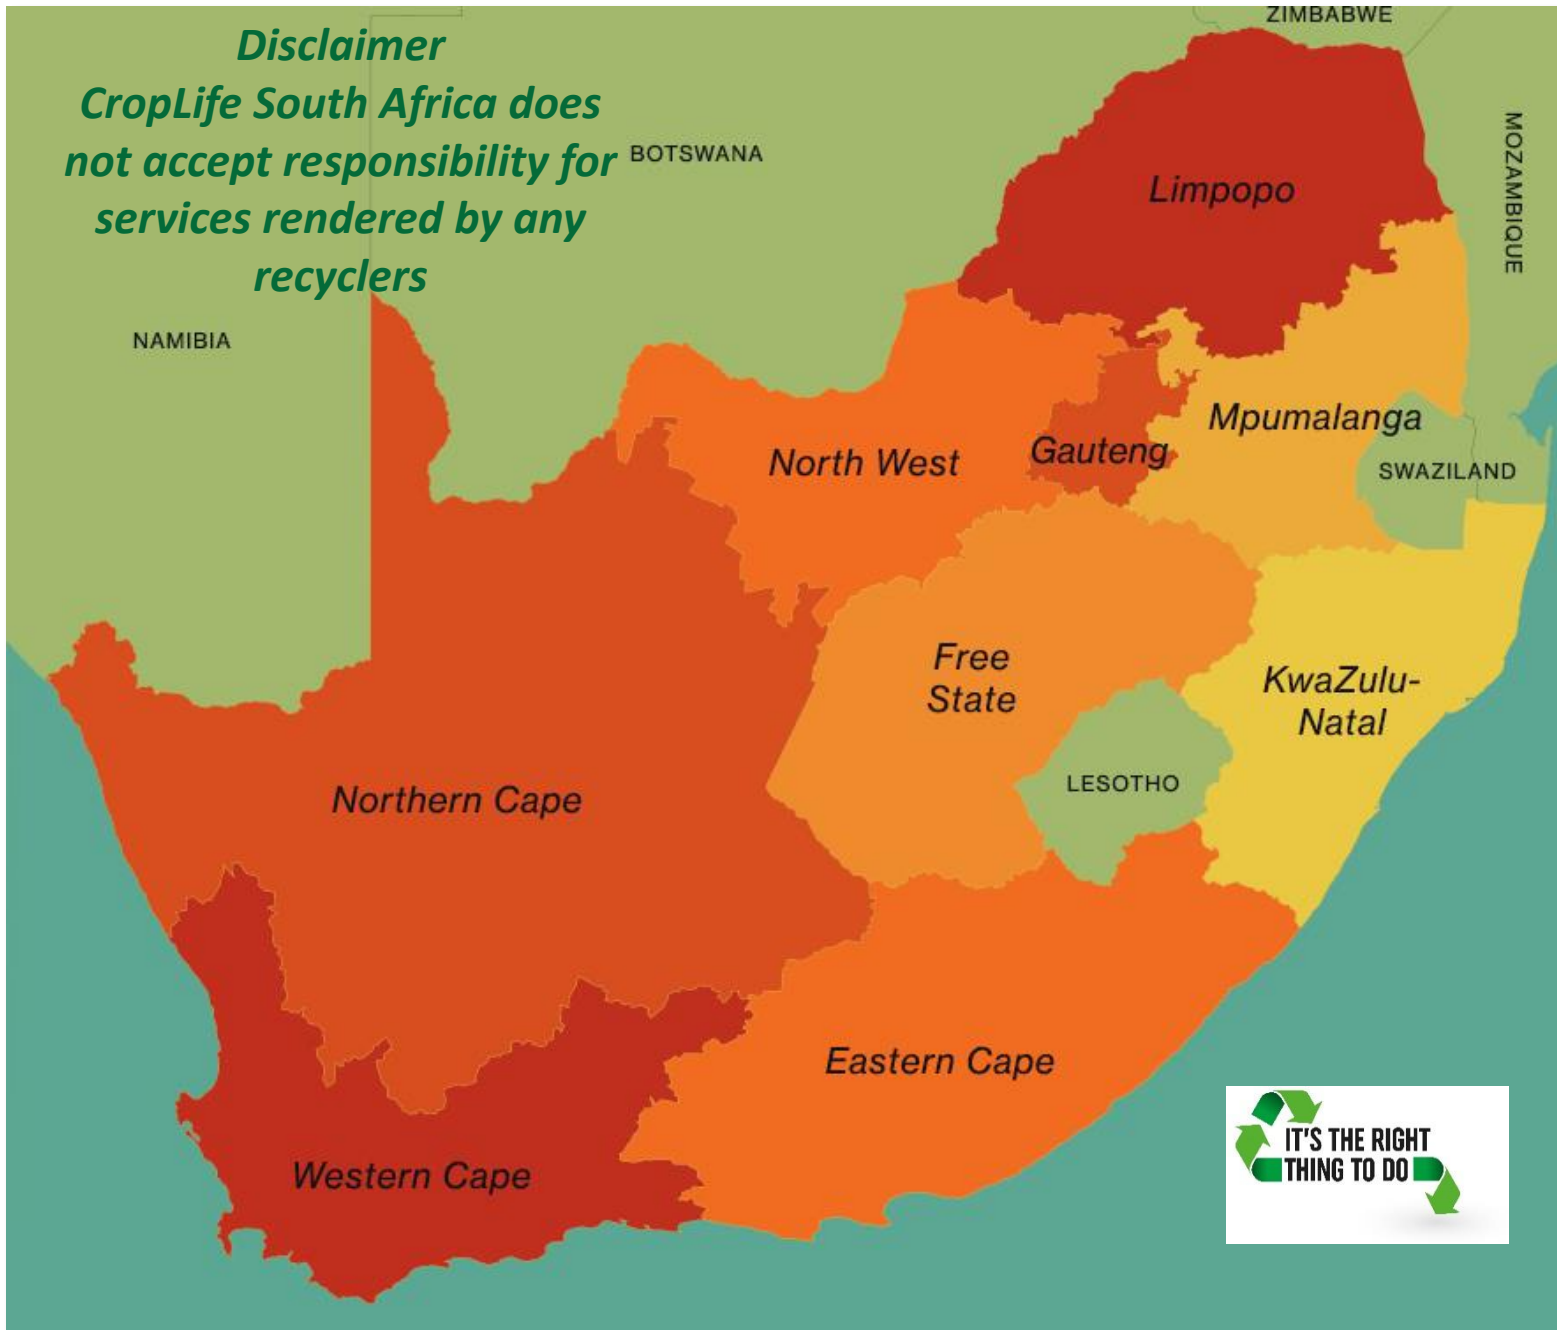 Disclaimer
CropLife South Africa does
not accept responsibility for
services rendered by any
recyclers
ZIMBABWE
BOTSWANA
MOZAMBIQUE
Limpopo
NAMIBIA
Mpumalanga
North West
Gauteng
SWAZILAND
Free
State
KwaZulu-
Natal
LESOTHO
Northern Cape
Eastern Cape
Western Cape
IT'S THE RIGHT
THING TO DO